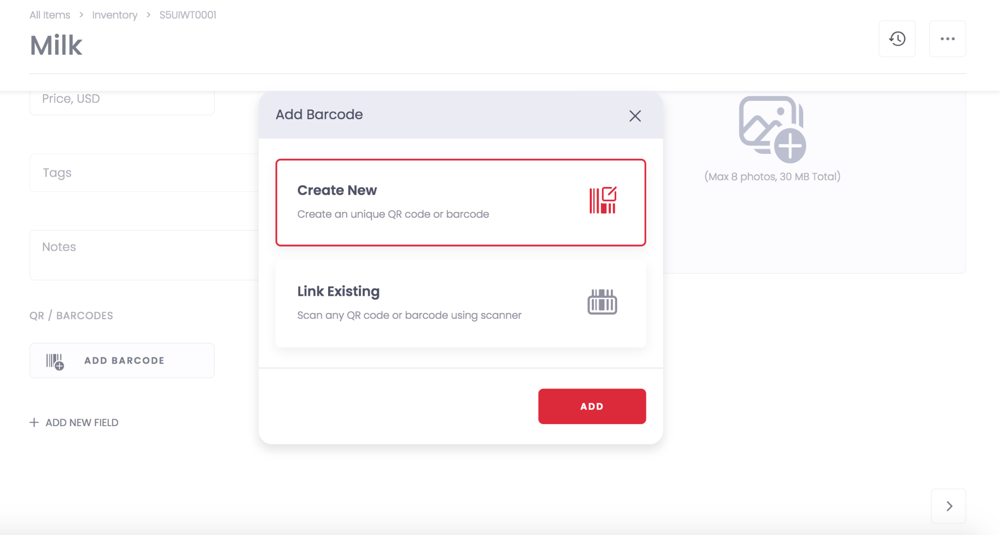 All Items > Inventory > S5UIWT0001
Milk
Price, USD
Tags
Notes
QR / BARCODES
ADD BARCODE
+ ADD NEW FIELD
Add Barcode
Create New
Create an unique QR code or barcode
Link Existing
Scan any QR code or barcode using scanner
ADD
(Max 8 photos, 30 MB Total)